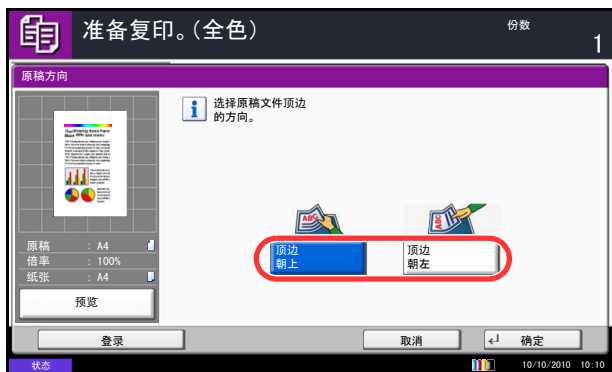 准备复印。(全色)
份数
1
原稿方向
选择原稿文件顶边
的方向。
ABC
ABC
原� : A4
倍率 : 100%
纸张 : A4
预览
顶边
朝上
顶边
朝左
登录
取消
确定
状态
10/10/2010 10:10